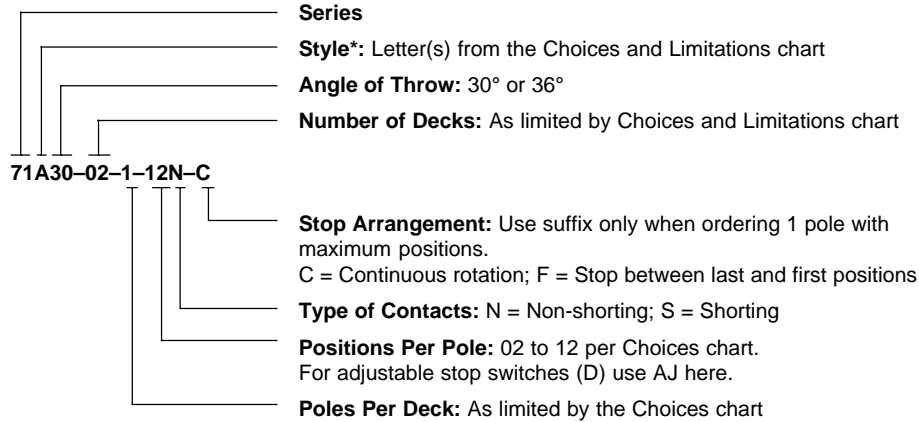 Series
Style*: Letter(s) from the Choices and Limitations chart
Angle of Throw: 30° or 36°
Number of Decks: As limited by Choices and Limitations chart
71A30–02–1–12N–C
Stop Arrangement: Use suffix only when ordering 1 pole with
maximum positions.
C = Continuous rotation; F = Stop between last and first positions
Type of Contacts: N = Non-shorting; S = Shorting
Positions Per Pole: 02 to 12 per Choices chart.
For adjustable stop switches (D) use AJ here.
Poles Per Deck: As limited by the Choices chart